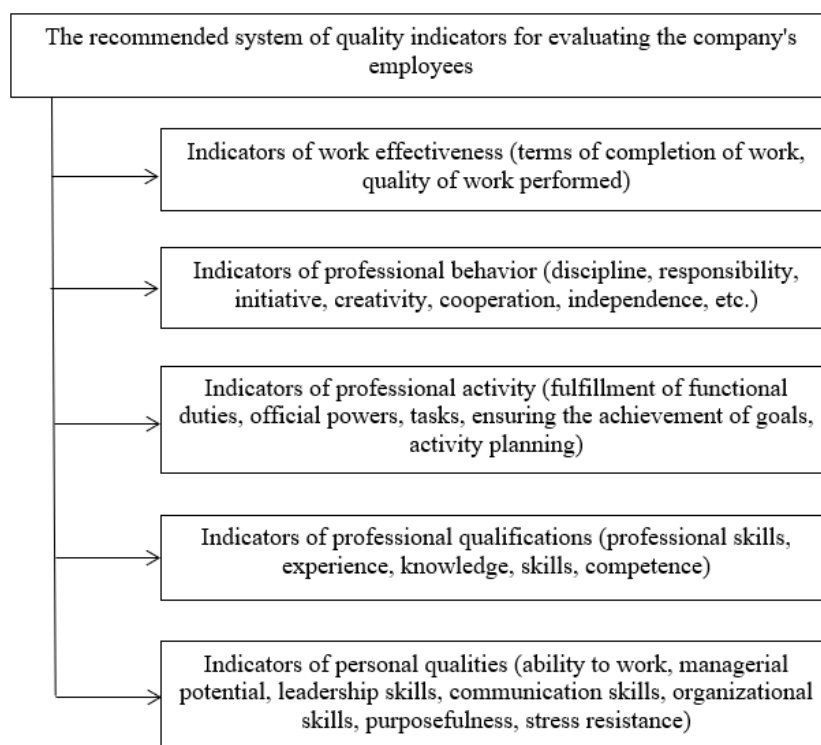 The recommended system of quality indicators for evaluating the company's
employees
Indicators of work effectiveness (terms of completion of work,
quality of work performed)
Indicators of professional behavior (discipline, responsibility,
initiative, creativity, cooperation, independence, etc.)
Indicators of professional activity (fulfillment of functional
duties, official powers, tasks, ensuring the achievement of goals,
activity planning)
Indicators of professional qualifications (professional skills,
experience, knowledge, skills, competence)
Indicators of personal qualities (ability to work, managerial
potential, leadership skills, communication skills, organizational
skills, purposefulness, stress resistance)